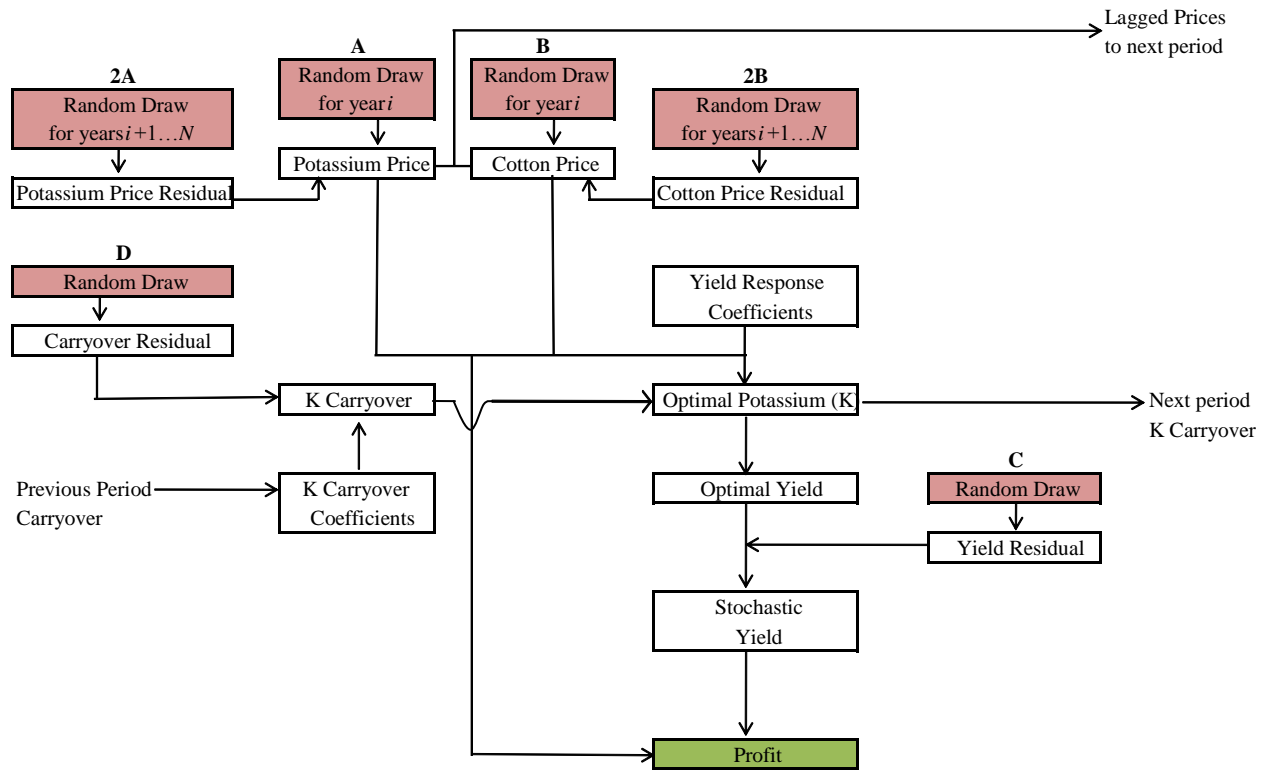 Lagged Prices
to next period
A
Random Draw
for year i
B
Random Draw
for year i
2A
Random Draw
for years i+1…N
2B
Random Draw
for years i+1…N
Potassium Price
Cotton Price
Potassium Price Residual
Cotton Price Residual
D
Random Draw
Carryover Residual
Yield Response
Coefficients
K Carryover
Optimal Potassium (K)
Next period
K Carryover
Previous Period
Carryover
K Carryover
Coefficients
Optimal Yield
C
Random Draw
Yield Residual
Stochastic
Yield
Profit